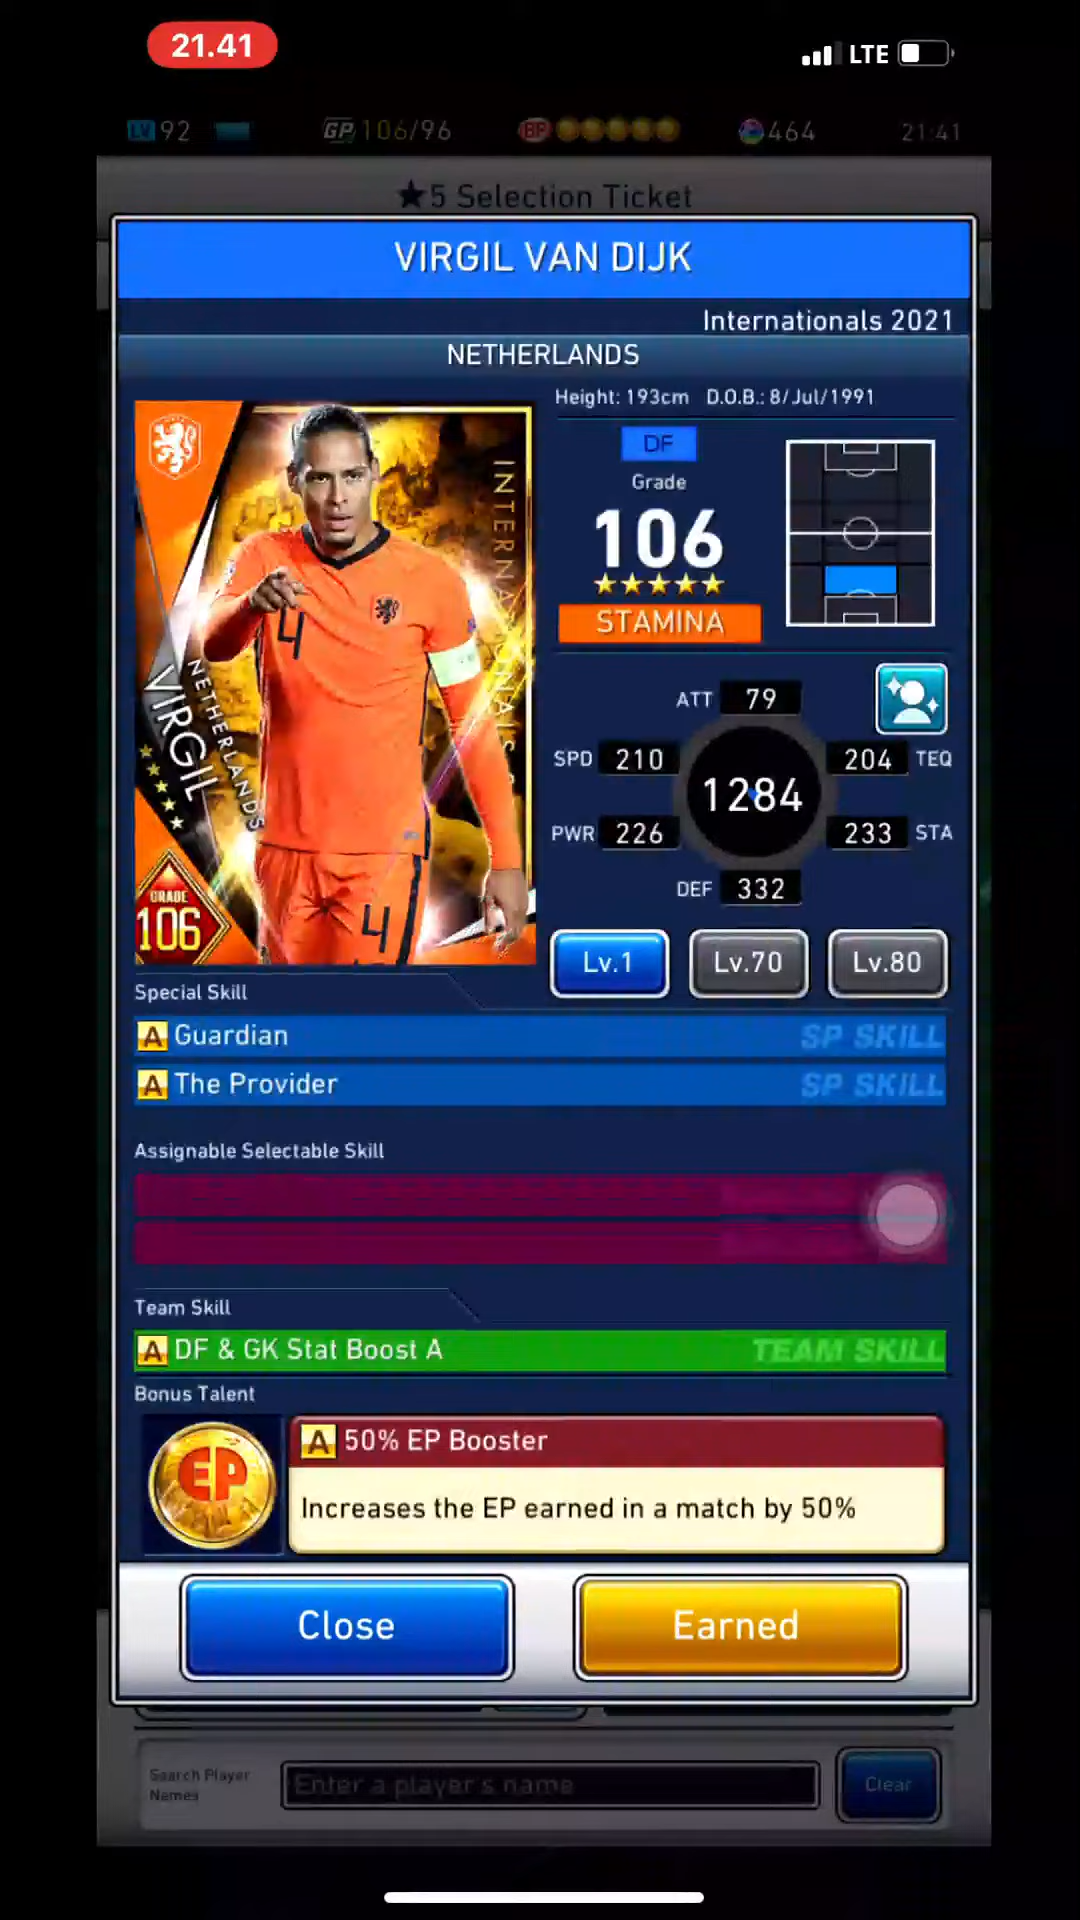 21.41
LTE
LV 92
GP 106/96
BP
464
21:41
★5 Selection Ticket
VIRGIL VAN DIJK
Internationals 2021
NETHERLANDS
Height: 193cm D.O.B.: 8/Jul/1991
DF
Grade
106
★★★★★
STAMINA
ATT 79
SPD 210
204 TEQ
1284
PWR 226
233 STA
DEF 332
4
4
NETHERLANDS
VIRGIL
GRADE
106
Lv.1
Lv.70
Lv.80
Special Skill
A Guardian SP SKILL
A The Provider SP SKILL
Assignable Selectable Skill
Team Skill
A DF & GK Stat Boost A TEAM SKILL
Bonus Talent
EP
A 50% EP Booster
Increases the EP earned in a match by 50%
Close
Earned
Search Player
Names
Enter a player's name
Clear